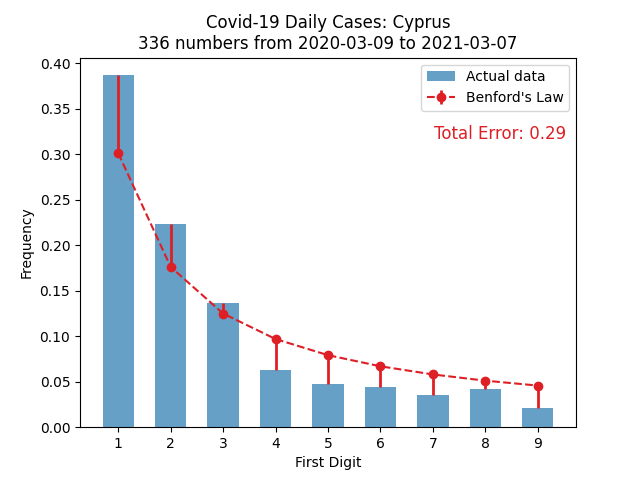 Covid-19 Daily Cases: Cyprus
336 numbers from 2020-03-09 to 2021-03-07
Actual data
Benford's Law
Total Error: 0.29
Frequency
0.40
0.35
0.30
0.25
0.20
0.15
0.10
0.05
0.00
1 2 3 4 5 6 7 8 9
First Digit